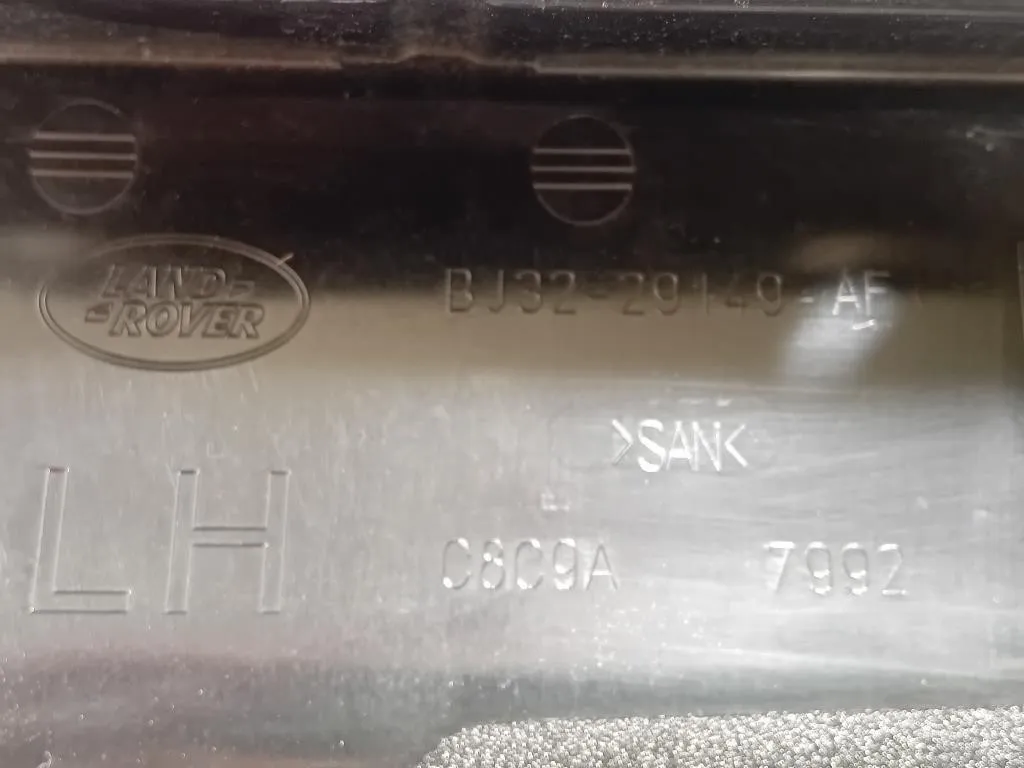 LAND-
-ROVER
BJ32-29149-AF
>SAN<
LH
C8C9A 7992